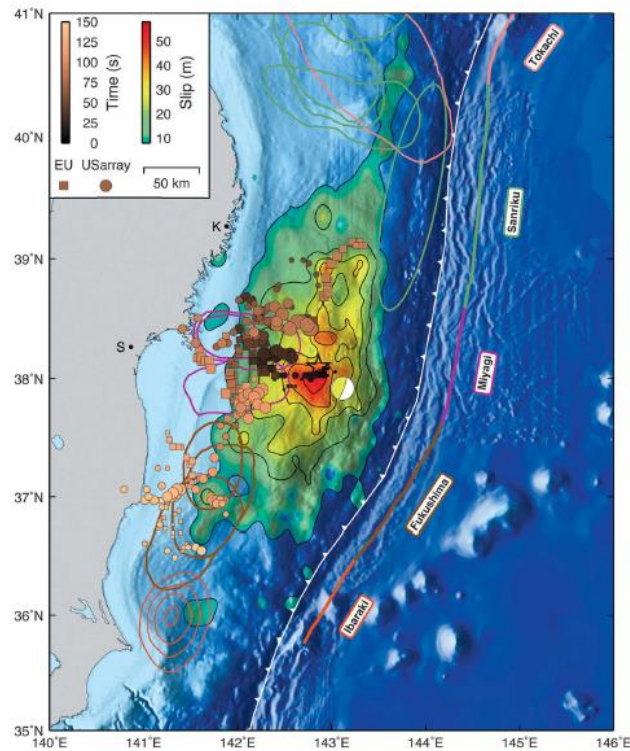 41°N
40°N
39°N
38°N
37°N
36°N
35°N
140°E
141°E
142°E
143°E
144°E
145°E
146°E
150
125
100
75
50
25
0
Time (s)
50
40
30
20
10
Slip (m)
EU USarray
50 km
K
S
Tokachi
Sanriku
Miyagi
Fukushima
Ibaraki